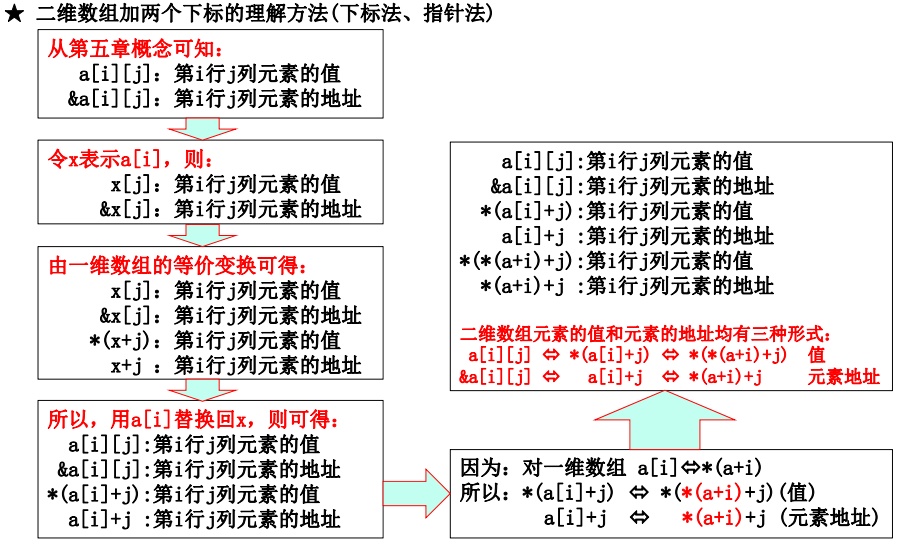 ★ 二维数组加两个下标的理解方法(下标法、指针法)
从第五章概念可知：
a[i][j]：第i行j列元素的值
&a[i][j]：第i行j列元素的地址
令x表示a[i]，则：
x[j]：第i行j列元素的值
&x[j]：第i行j列元素的地址
由一维数组的等价变换可得：
x[j]：第i行j列元素的值
&x[j]：第i行j列元素的地址
*(x+j)：第i行j列元素的值
x+j ：第i行j列元素的地址
所以，用a[i]替换回x，则可得：
a[i][j]:第i行j列元素的值
&a[i][j]:第i行j列元素的地址
*(a[i]+j):第i行j列元素的值
a[i]+j :第i行j列元素的地址
因为：对一维数组 a[i]⇔*(a+i)
所以：*(a[i]+j) ⇔ *(*(a+i)+j)(值)
a[i]+j ⇔ *(a+i)+j (元素地址)
a[i][j]:第i行j列元素的值
&a[i][j]:第i行j列元素的地址
*(a[i]+j):第i行j列元素的值
a[i]+j :第i行j列元素的地址
*(*(a+i)+j):第i行j列元素的值
*(a+i)+j :第i行j列元素的地址
二维数组元素的值和元素的地址均有三种形式：
a[i][j] ⇔ *(a[i]+j) ⇔ *(*(a+i)+j) 值
&a[i][j] ⇔ a[i]+j ⇔ *(a+i)+j 元素地址